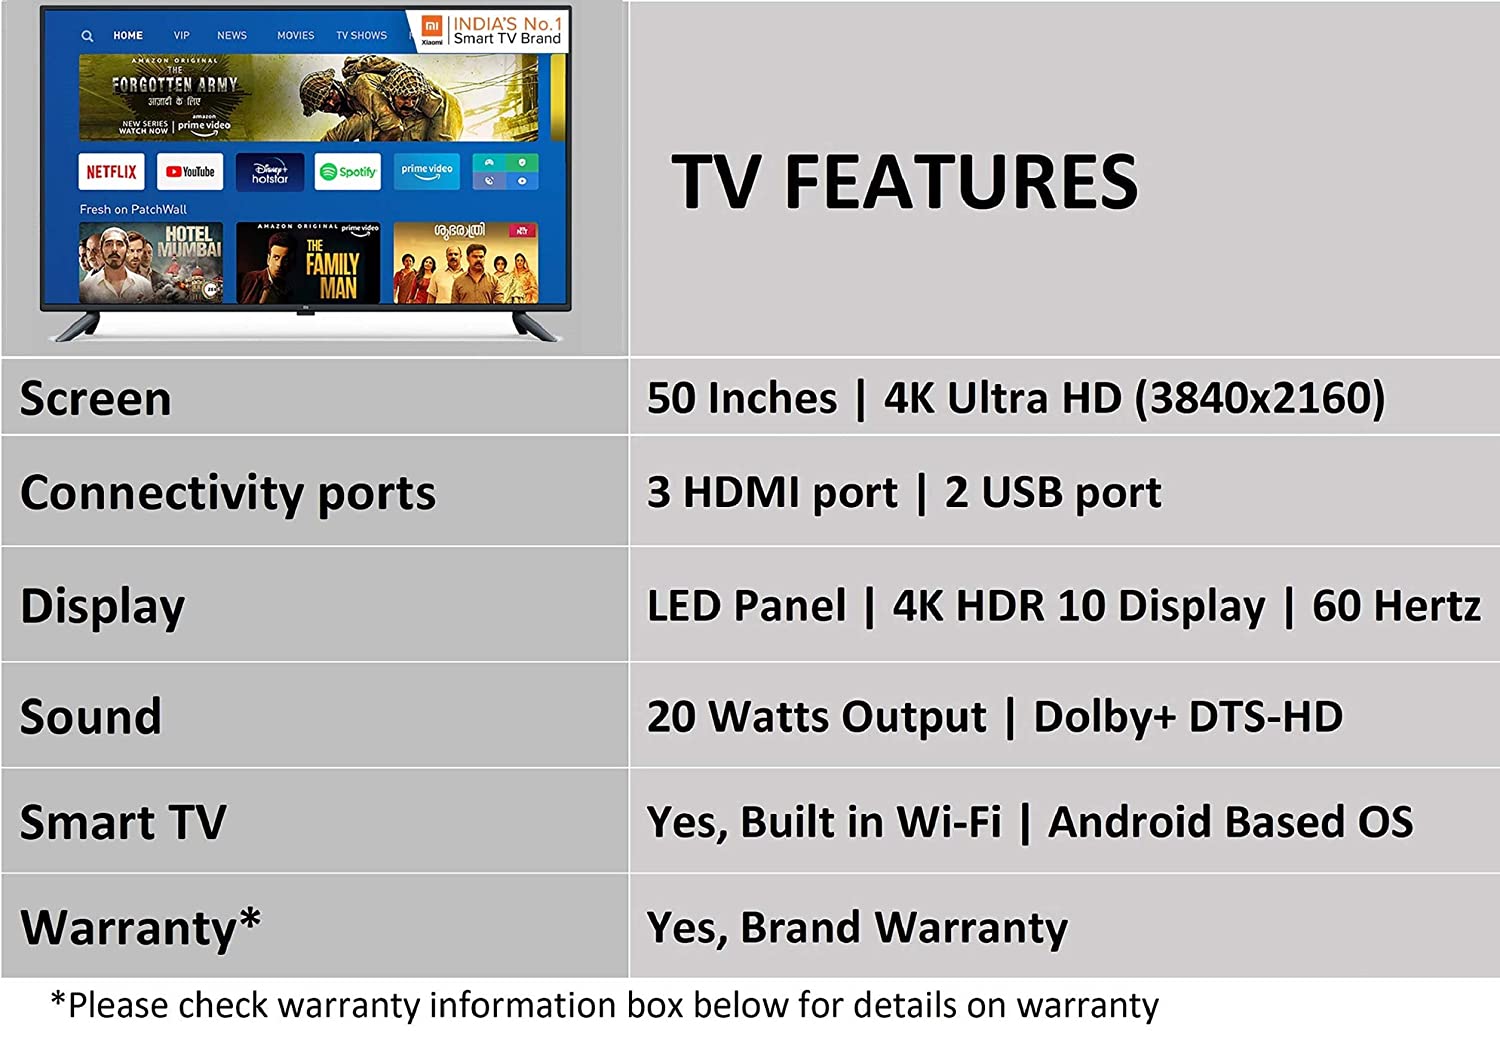 HOME VIP NEWS MOVIES TV SHOWS
mi Xiaomi
INDIA'S No.1
Smart TV Brand
AMAZON ORIGINAL
THE
FORGOTTEN ARMY
आज़ादी के लिए
NEW SERIES
WATCH NOW | amazon prime video
NETFLIX YouTube Disney+ hotstar Spotify prime video
Fresh on PatchWall
HOTEL
MUMBAI
AMAZON ORIGINAL prime video
THE
FAMILY
MAN
ശുഭരാത്രി
TV FEATURES
Screen 50 Inches | 4K Ultra HD (3840x2160)
Connectivity ports 3 HDMI port | 2 USB port
Display LED Panel | 4K HDR 10 Display | 60 Hertz
Sound 20 Watts Output | Dolby+ DTS-HD
Smart TV Yes, Built in Wi-Fi | Android Based OS
Warranty* Yes, Brand Warranty
*Please check warranty information box below for details on warranty